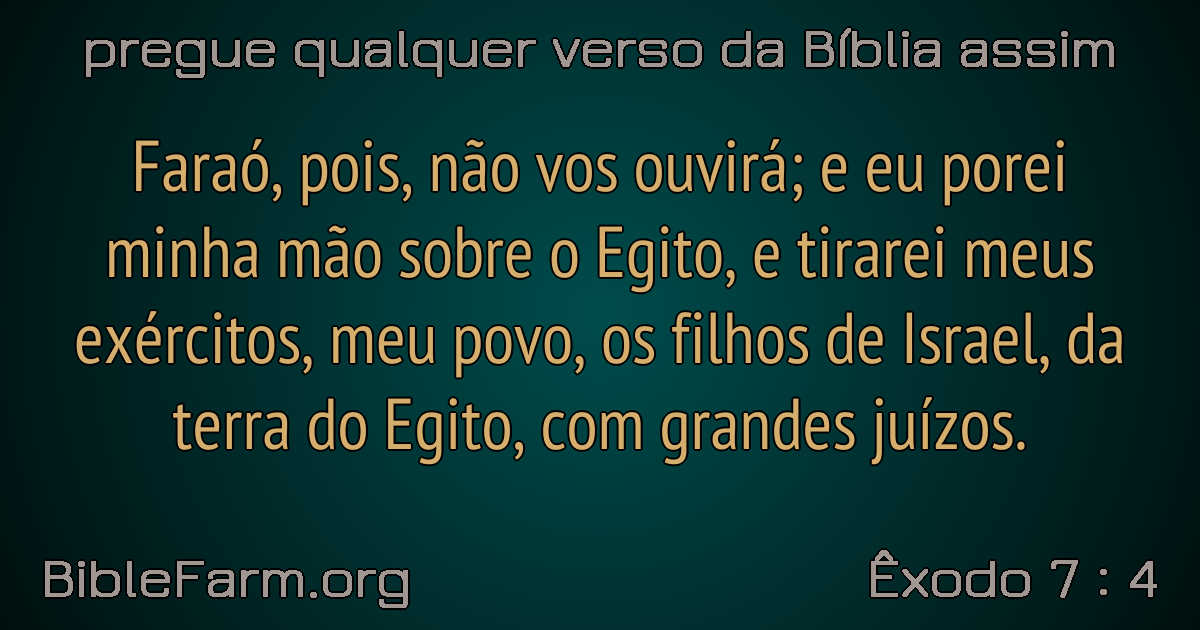 pregue qualquer verso da Bíblia assim
Faraó, pois, não vos ouvirá; e eu porei
minha mão sobre o Egito, e tirarei meus
exércitos, meu povo, os filhos de Israel, da
terra do Egito, com grandes juízos.
BibleFarm.org
Êxodo 7 : 4